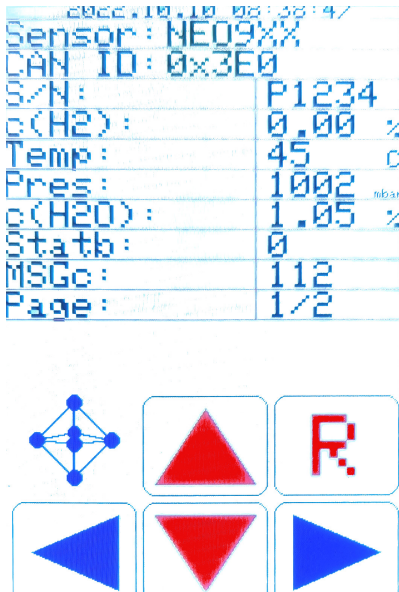 2022.10.10 08:38:47
Sensor: NEO9XX
CAN ID: 0x3E0
S/N: P1234
c(H2): 0.00 %
Temp: 45 C
Pres: 1002 mbar
c(H2O): 1.05 %
Statb: 0
MSGc: 112
Page: 1/2
R